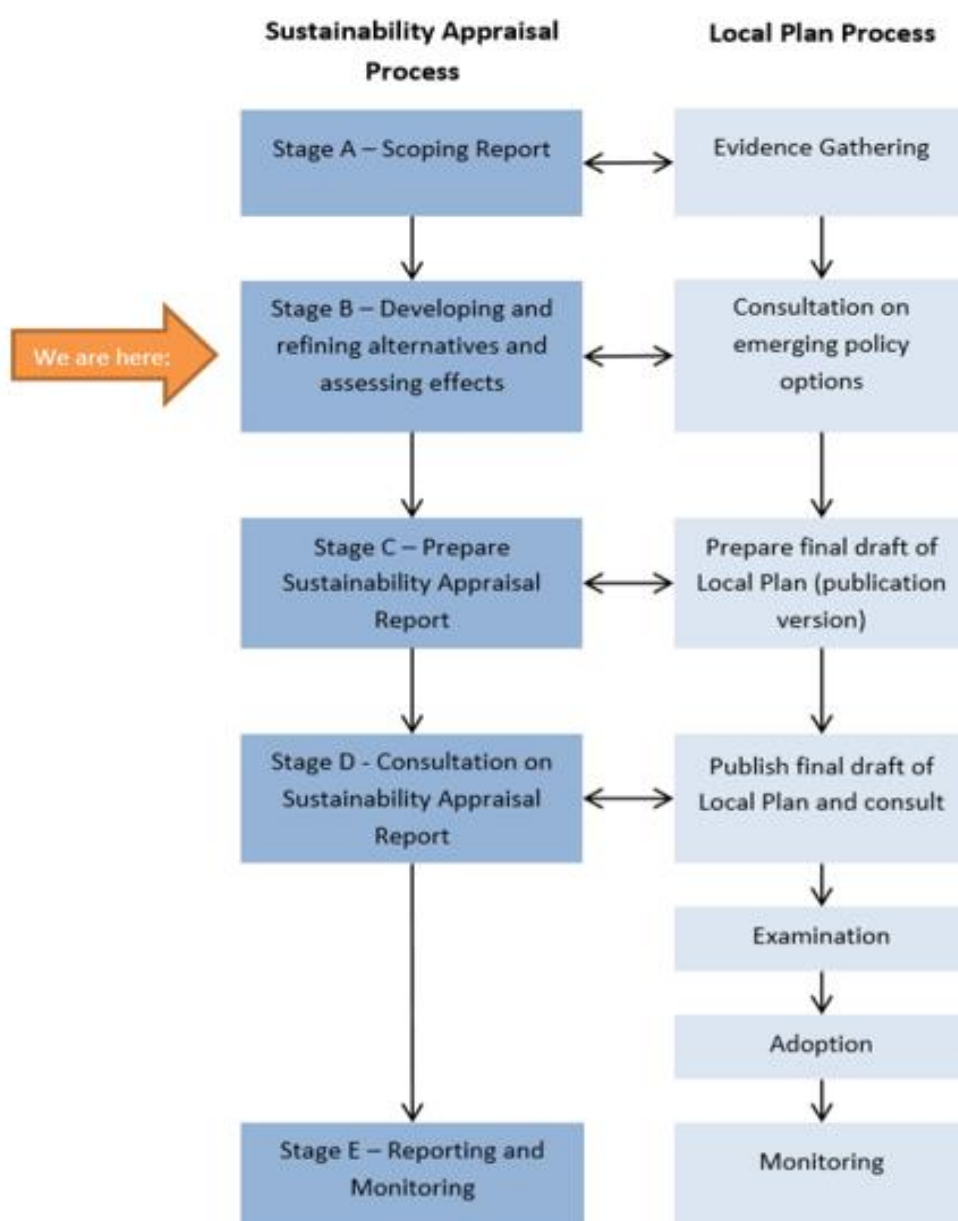 Sustainability Appraisal
Process
Local Plan Process
Stage A – Scoping Report
Evidence Gathering
We are here:
Stage B – Developing and
refining alternatives and
assessing effects
Consultation on
emerging policy
options
Stage C – Prepare
Sustainability Appraisal
Report
Prepare final draft of
Local Plan (publication
version)
Stage D - Consultation on
Sustainability Appraisal
Report
Publish final draft of
Local Plan and consult
Examination
Adoption
Stage E – Reporting and
Monitoring
Monitoring